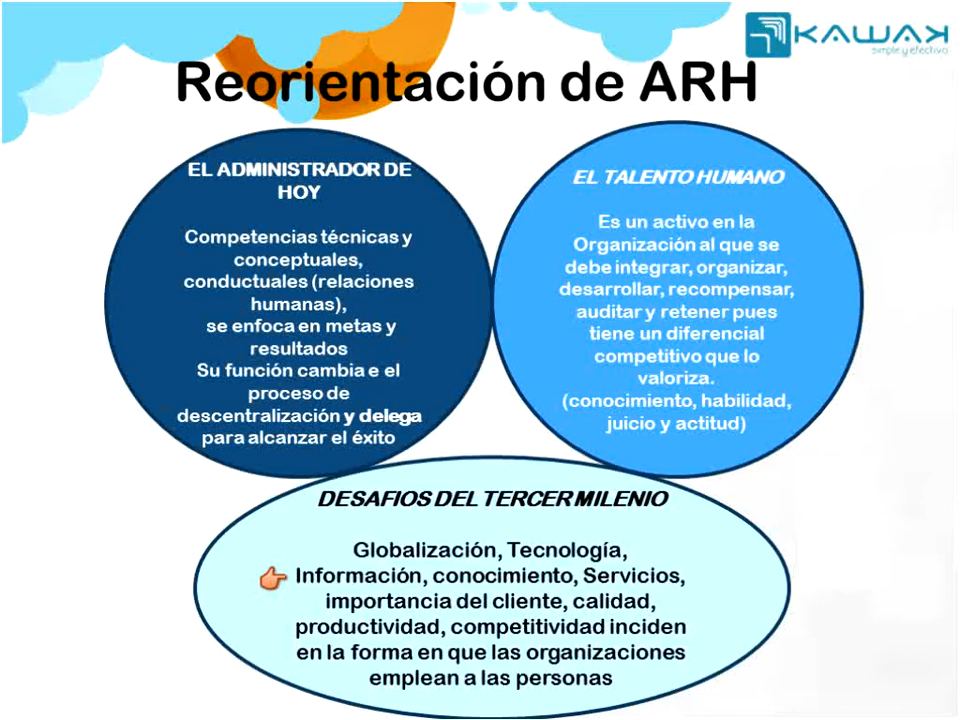 KAWAK
simple y efectivo
Reorientación de ARH
EL ADMINISTRADOR DE
HOY
Competencias técnicas y
conceptuales,
conductuales (relaciones
humanas),
se enfoca en metas y
resultados
Su función cambia e el
proceso de
descentralización y delega
para alcanzar el éxito
EL TALENTO HUMANO
Es un activo en la
Organización al que se
debe integrar, organizar,
desarrollar, recompensar,
auditar y retener pues
tiene un diferencial
competitivo que lo
valoriza.
(conocimiento, habilidad,
juicio y actitud)
DESAFIOS DEL TERCER MILENIO
Globalización, Tecnología,
Información, conocimiento, Servicios,
importancia del cliente, calidad,
productividad, competitividad inciden
en la forma en que las organizaciones
emplean a las personas